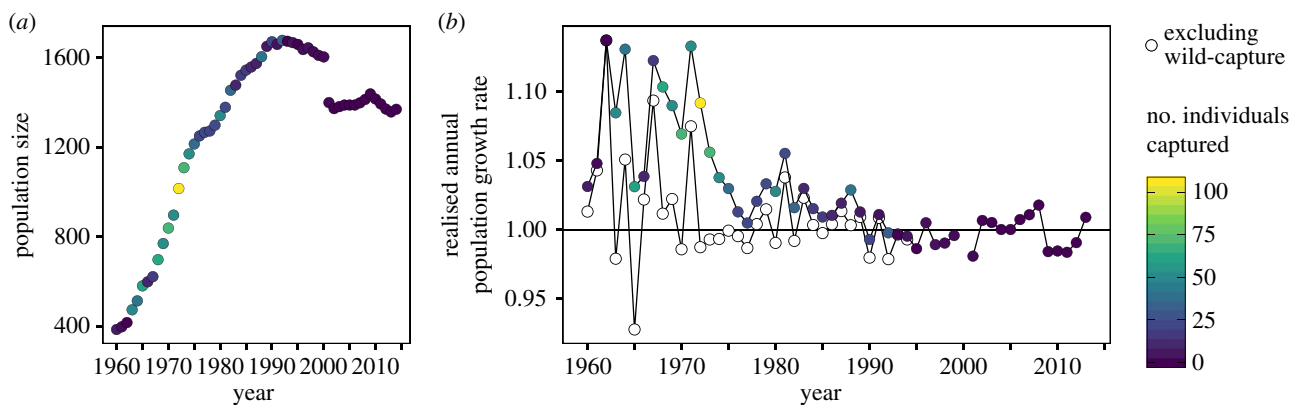 (a)
population size
1600
1200
800
400
1960 1970 1980 1990 2000 2010
year
(b)
realised annual
population growth rate
1.10
1.05
1.00
0.95
1960 1970 1980 1990 2000 2010
year
excluding
wild-capture
no. individuals
captured
100
75
50
25
0